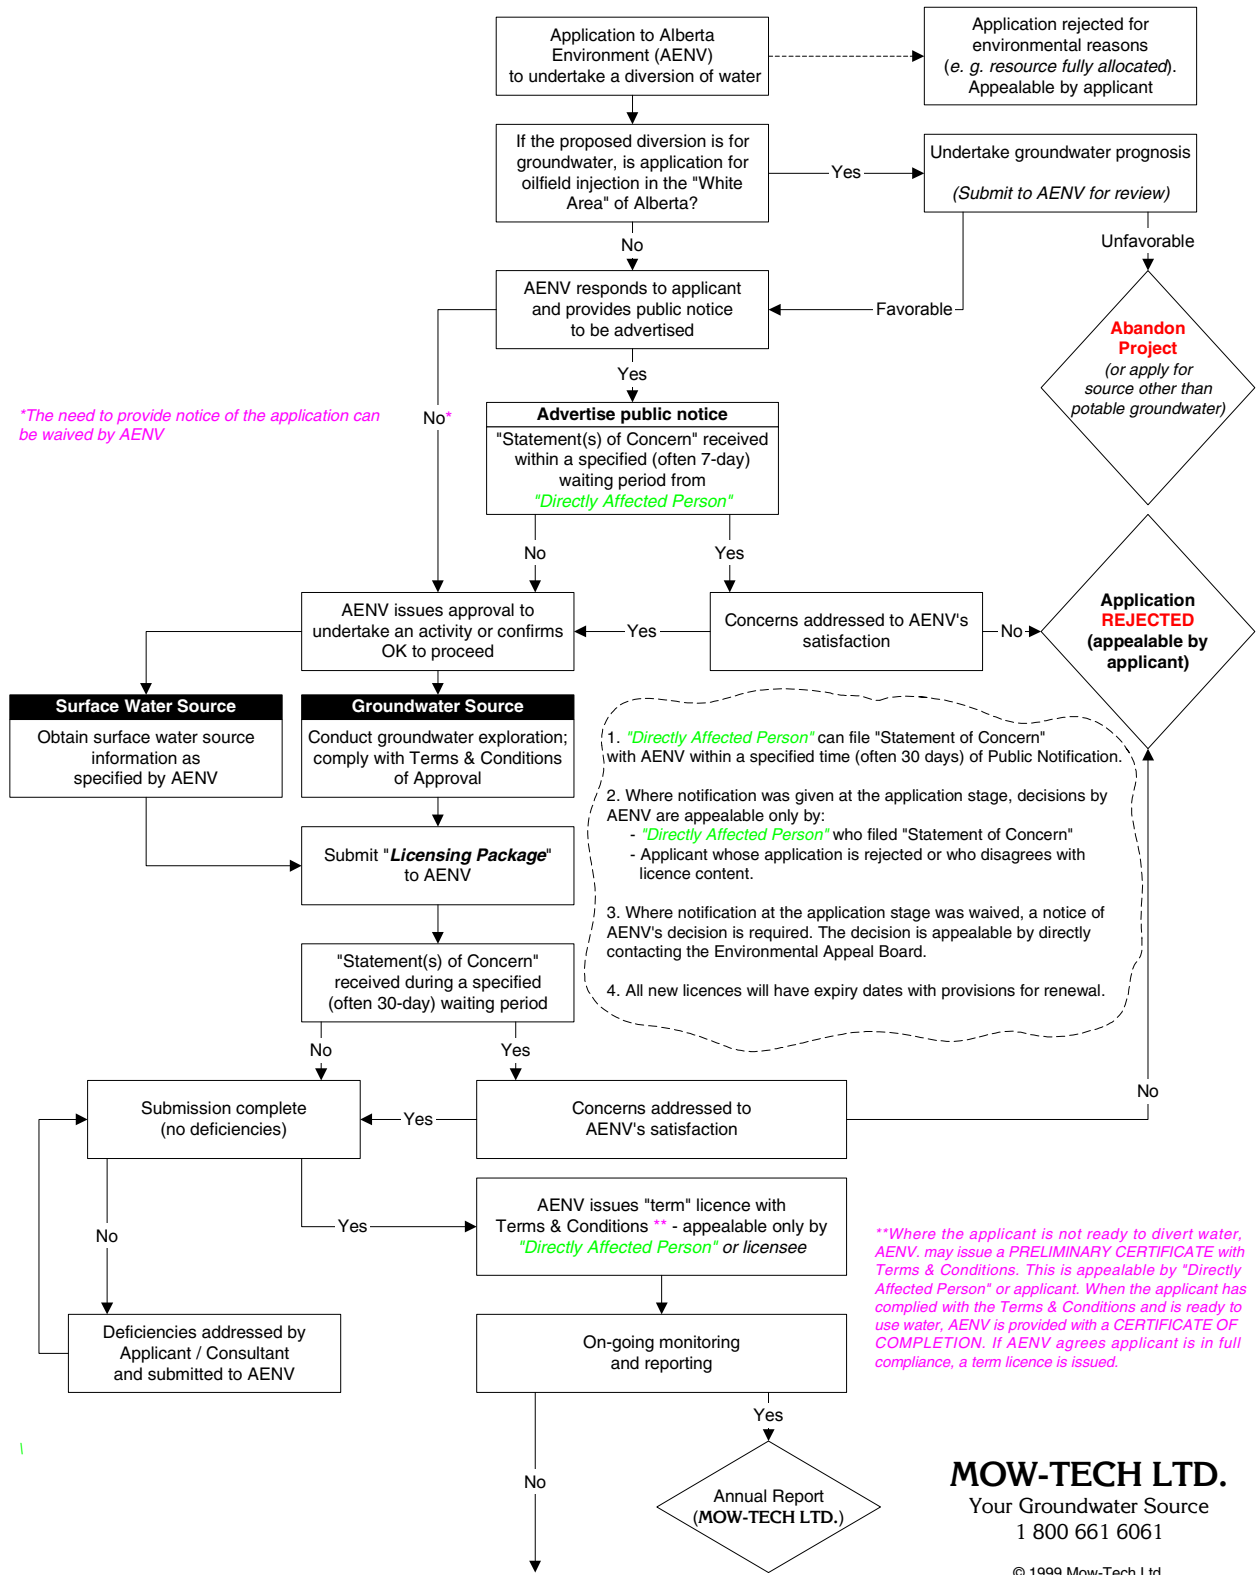 Application to Alberta
Environment (AENV)
to undertake a diversion of water
Application rejected for
environmental reasons
(e. g. resource fully allocated).
Appealable by applicant
If the proposed diversion is for
groundwater, is application for
oilfield injection in the "White
Area" of Alberta?
Yes
Undertake groundwater prognosis
(Submit to AENV for review)
No
Unfavorable
AENV responds to applicant
and provides public notice
to be advertised
Favorable
Abandon
Project
(or apply for
source other than
potable groundwater)
Yes
*The need to provide notice of the application can
be waived by AENV
No*
Advertise public notice
"Statement(s) of Concern" received
within a specified (often 7-day)
waiting period from
"Directly Affected Person"
No
Yes
AENV issues approval to
undertake an activity or confirms
OK to proceed
Yes
Concerns addressed to AENV's
satisfaction
No
Application
REJECTED
(appealable by
applicant)
Surface Water Source
Obtain surface water source
information as
specified by AENV
Groundwater Source
Conduct groundwater exploration;
comply with Terms & Conditions
of Approval
1. "Directly Affected Person" can file "Statement of Concern"
with AENV within a specified time (often 30 days) of Public Notification.
2. Where notification was given at the application stage, decisions by
AENV are appealable only by:
- "Directly Affected Person" who filed "Statement of Concern"
- Applicant whose application is rejected or who disagrees with
licence content.
3. Where notification at the application stage was waived, a notice of
AENV's decision is required. The decision is appealable by directly
contacting the Environmental Appeal Board.
4. All new licences will have expiry dates with provisions for renewal.
Submit "Licensing Package"
to AENV
"Statement(s) of Concern"
received during a specified
(often 30-day) waiting period
No
Yes
Submission complete
(no deficiencies)
Yes
Concerns addressed to
AENV's satisfaction
No
No
Yes
AENV issues "term" licence with
Terms & Conditions ** - appealable only by
"Directly Affected Person" or licensee
**Where the applicant is not ready to divert water,
AENV. may issue a PRELIMINARY CERTIFICATE with
Terms & Conditions. This is appealable by "Directly
Affected Person" or applicant. When the applicant has
complied with the Terms & Conditions and is ready to
use water, AENV is provided with a CERTIFICATE OF
COMPLETION. If AENV agrees applicant is in full
compliance, a term licence is issued.
Deficiencies addressed by
Applicant / Consultant
and submitted to AENV
On-going monitoring
and reporting
Yes
\
No
Annual Report
(MOW-TECH LTD.)
MOW-TECH LTD.
Your Groundwater Source
1 800 661 6061
© 1999 Mow-Tech Ltd.